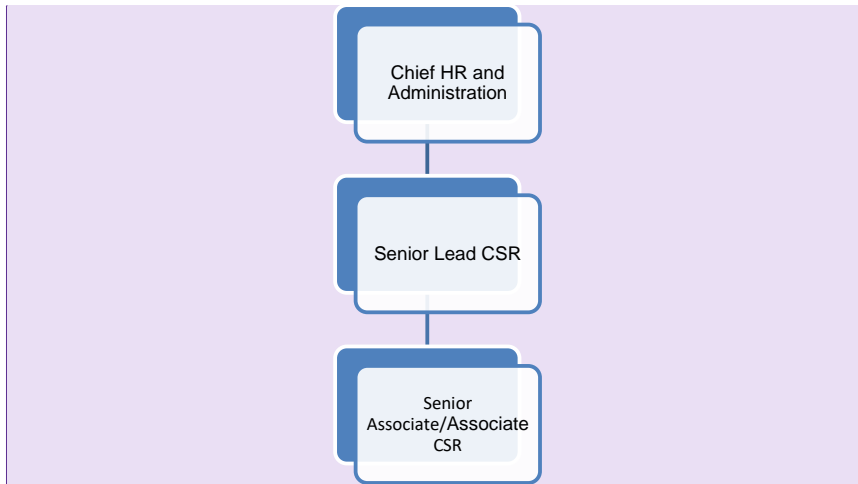 Chief HR and
Administration
Senior Lead CSR
Senior
Associate/Associate
CSR